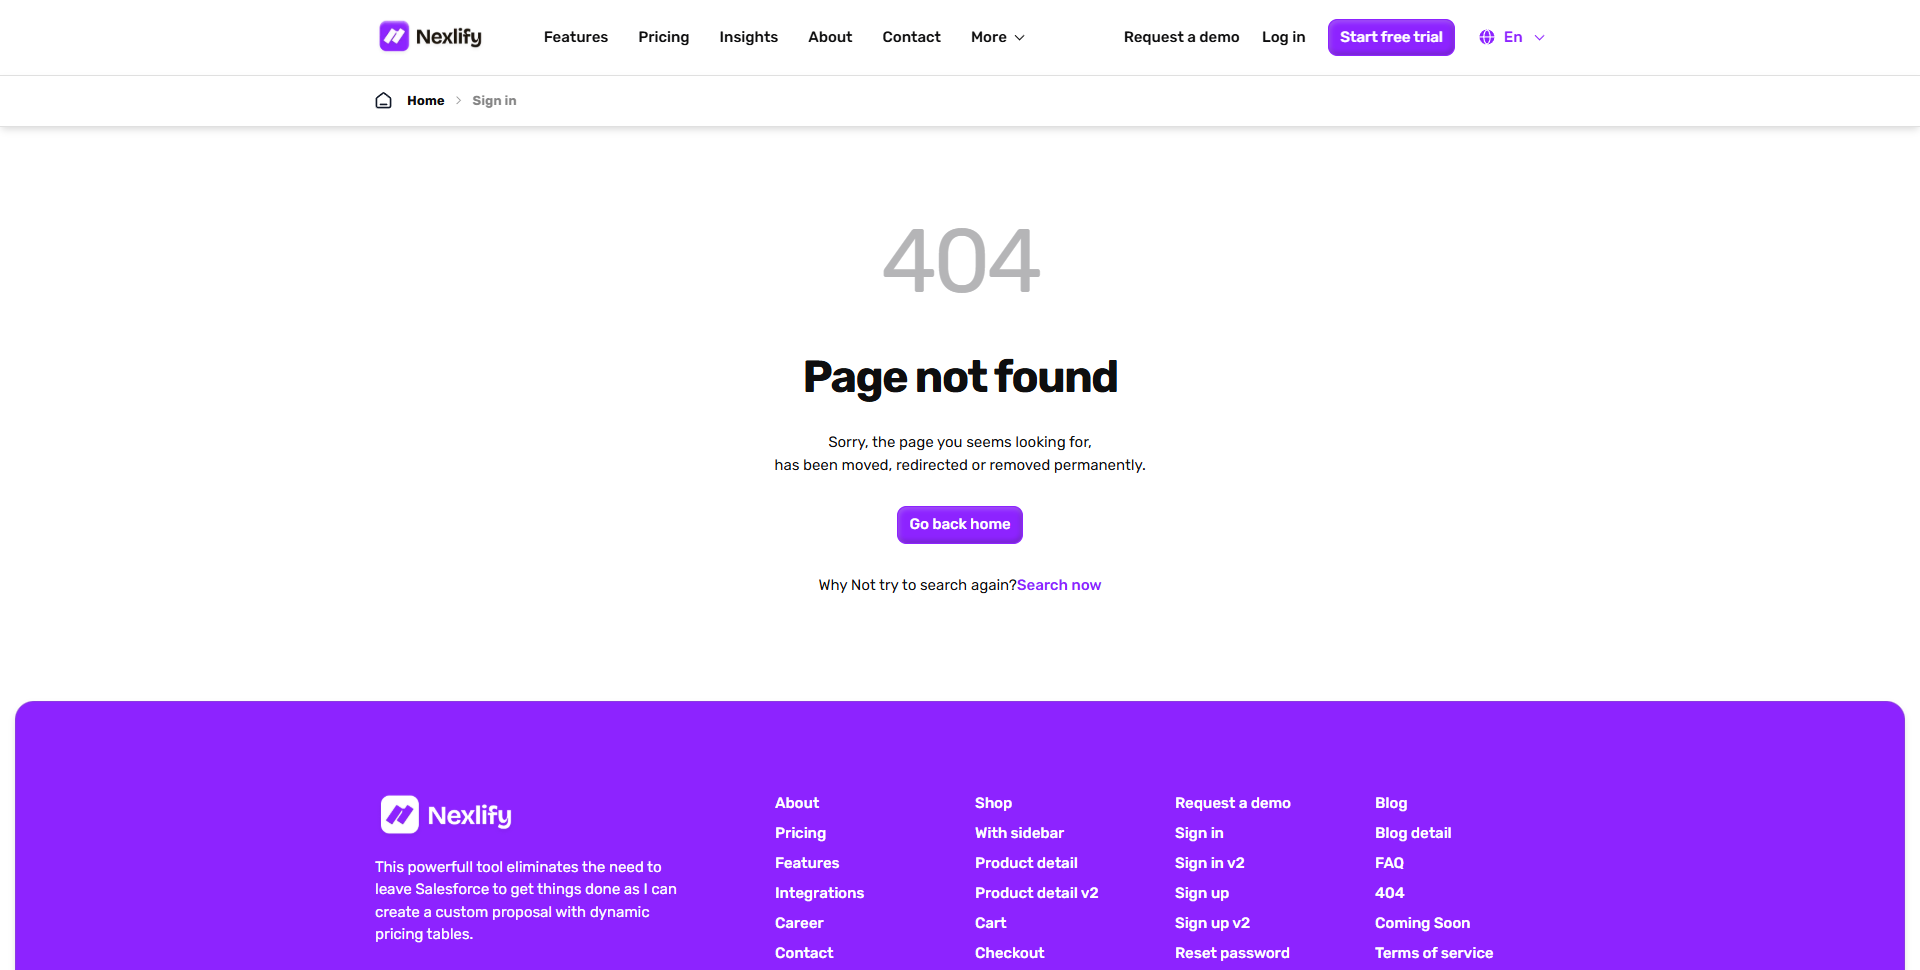 Nexlify
Features
Pricing
Insights
About
Contact
More
Request a demo
Log in
Start free trial
En
Home
Sign in
404
Page not found
Sorry, the page you seems looking for,
has been moved, redirected or removed permanently.
Go back home
Why Not try to search again?Search now
Nexlify
This powerfull tool eliminates the need to
leave Salesforce to get things done as I can
create a custom proposal with dynamic
pricing tables.
About
Pricing
Features
Integrations
Career
Contact
Shop
With sidebar
Product detail
Product detail v2
Cart
Checkout
Request a demo
Sign in
Sign in v2
Sign up
Sign up v2
Reset password
Blog
Blog detail
FAQ
404
Coming Soon
Terms of service